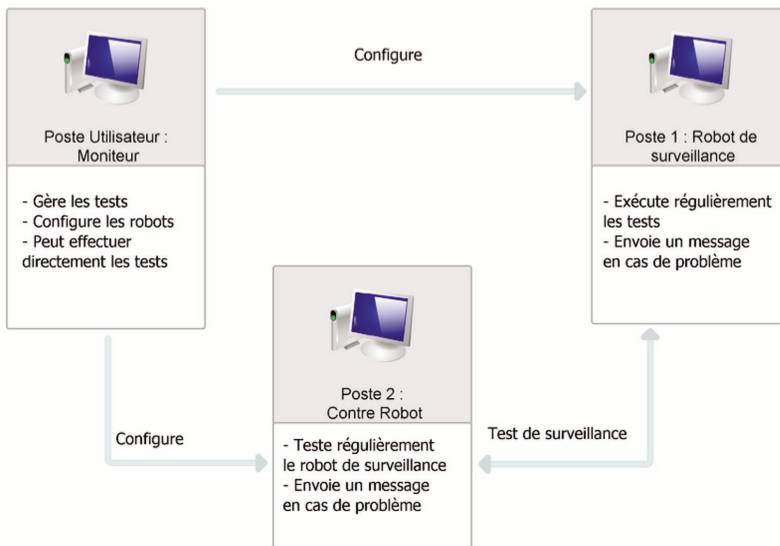 Configure
Poste Utilisateur :
Moniteur
- Gère les tests
- Configure les robots
- Peut effectuer
directement les tests
Poste 1 : Robot de
surveillance
- Exécute régulièrement
les tests
- Envoie un message
en cas de problème
Configure
Poste 2 :
Contre Robot
- Teste régulièrement
le robot de surveillance
- Envoie un message
en cas de problème
Test de surveillance